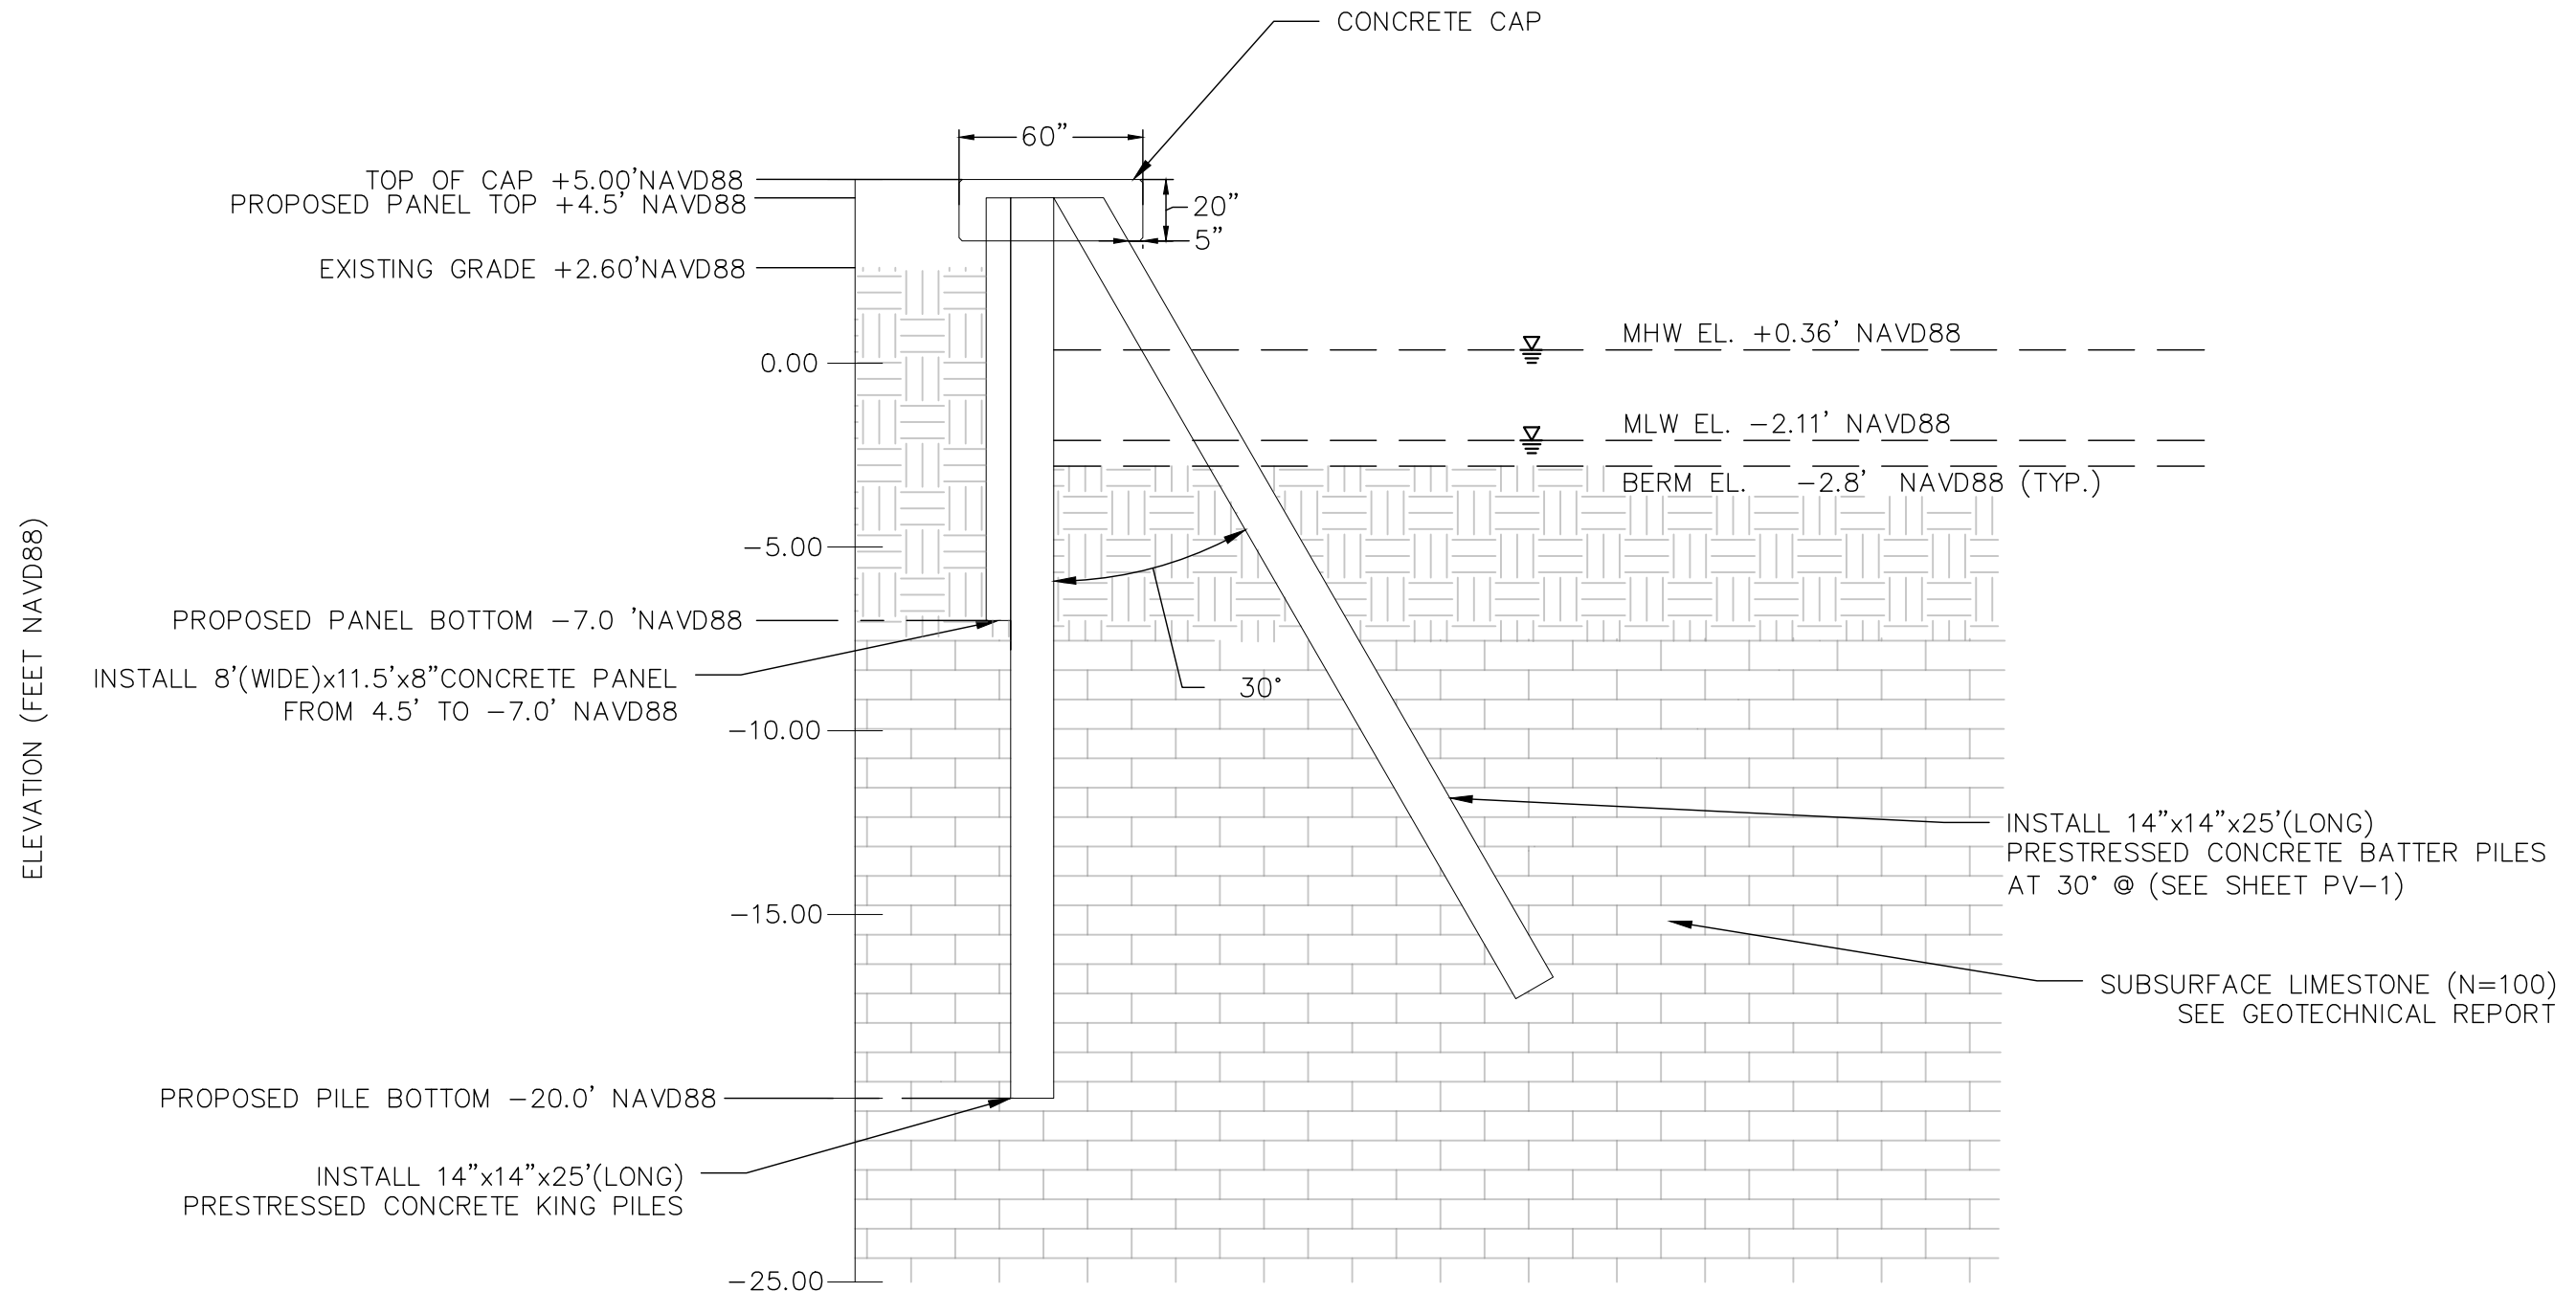 CONCRETE CAP
60”
TOP OF CAP +5.00’NAVD88
PROPOSED PANEL TOP +4.5’ NAVD88
20”
5”
EXISTING GRADE +2.60’NAVD88
MHW EL. +0.36’ NAVD88
0.00
MLW EL. −2.11’ NAVD88
BERM EL. −2.8’ NAVD88 (TYP.)
ELEVATION (FEET NAVD88)
−5.00
PROPOSED PANEL BOTTOM −7.0 ’NAVD88
INSTALL 8’(WIDE)x11.5’x8”CONCRETE PANEL
FROM 4.5’ TO −7.0’ NAVD88
30°
−10.00
INSTALL 14”x14”x25’(LONG)
PRESTRESSED CONCRETE BATTER PILES
AT 30° @ (SEE SHEET PV−1)
−15.00
SUBSURFACE LIMESTONE (N=100)
SEE GEOTECHNICAL REPORT
PROPOSED PILE BOTTOM −20.0’ NAVD88
INSTALL 14”x14”x25’(LONG)
PRESTRESSED CONCRETE KING PILES
−25.00